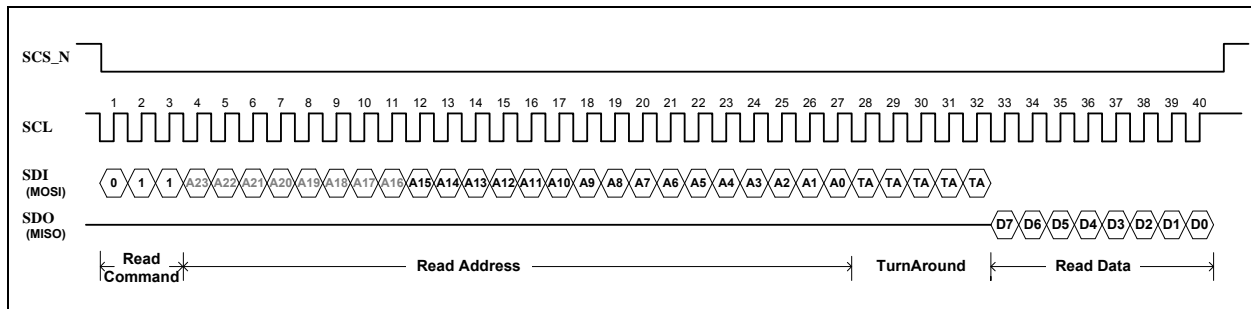 SCS_N
1 2 3 4 5 6 7 8 9 10 11 12 13 14 15 16 17 18 19 20 21 22 23 24 25 26 27 28 29 30 31 32 33 34 35 36 37 38 39 40
SCL
SDI
(MOSI)
0 1 1 A23 A22 A21 A20 A19 A18 A17 A16 A15 A14 A13 A12 A11 A10 A9 A8 A7 A6 A5 A4 A3 A2 A1 A0 TA TA TA TA TA
SDO
(MISO)
D7 D6 D5 D4 D3 D2 D1 D0
Read
Command
Read Address
TurnAround
Read Data